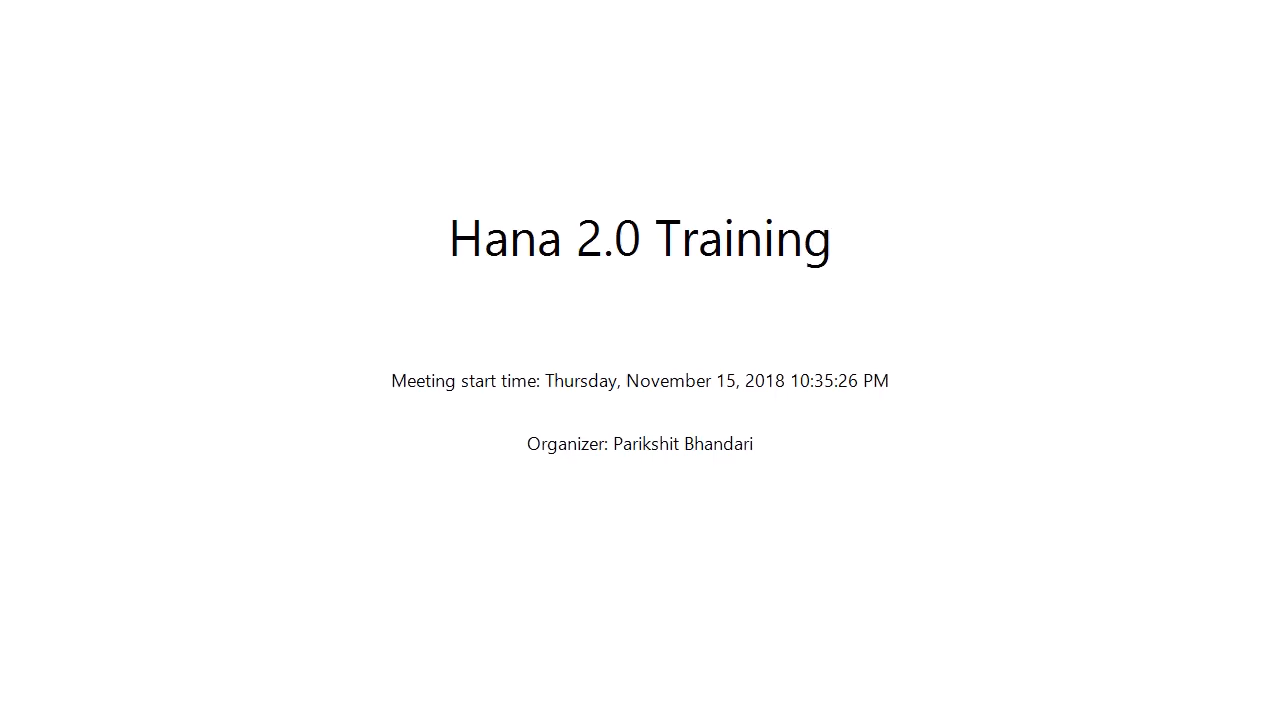 Hana 2.0 Training
Meeting start time: Thursday, November 15, 2018 10:35:26 PM
Organizer: Parikshit Bhandari